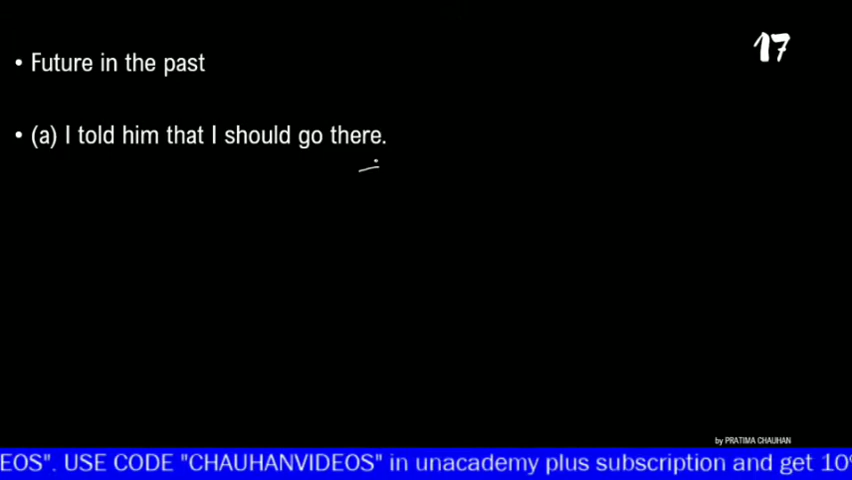 17
• Future in the past
• (a) I told him that I should go there.
by PRATIMA CHAUHAN
EOS". USE CODE "CHAUHANVIDEOS" in unacademy plus subscription and get 10%